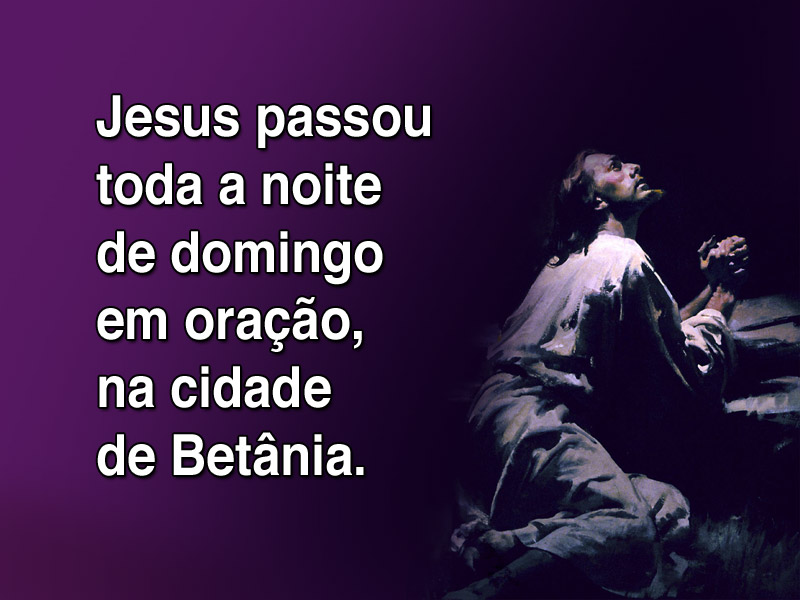 Jesus passou
toda a noite
de domingo
em oração,
na cidade
de Betânia.